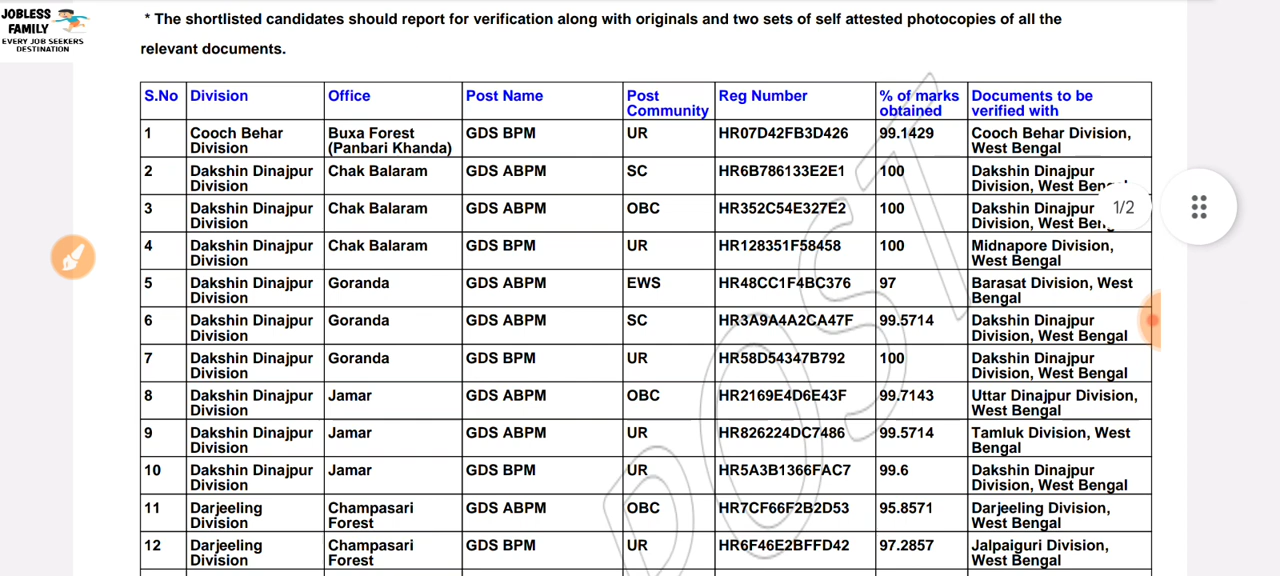 JOBLESS
FAMILY
EVERY JOB SEEKERS
DESTINATION
* The shortlisted candidates should report for verification along with originals and two sets of self attested photocopies of all the
relevant documents.
S.No Division Office Post Name Post Community Reg Number % of marks obtained Documents to be verified with
1 Cooch Behar Division Buxa Forest (Panbari Khanda) GDS BPM UR HR07D42FB3D426 99.1429 Cooch Behar Division, West Bengal
2 Dakshin Dinajpur Division Chak Balaram GDS ABPM SC HR6B786133E2E1 100 Dakshin Dinajpur Division, West
3 Dakshin Dinajpur Division Chak Balaram GDS ABPM OBC HR352C54E327E2 100 Dakshin Dinajpur Division, West
1/2
4 Dakshin Dinajpur Division Chak Balaram GDS BPM UR HR128351F58458 100 Midnapore Division, West Bengal
5 Dakshin Dinajpur Division Goranda GDS ABPM EWS HR48CC1F4BC376 97 Barasat Division, West Bengal
6 Dakshin Dinajpur Division Goranda GDS ABPM SC HR3A9A4A2CA47F 99.5714 Dakshin Dinajpur Division, West Bengal
7 Dakshin Dinajpur Division Goranda GDS BPM UR HR58D54347B792 100 Dakshin Dinajpur Division, West Bengal
8 Dakshin Dinajpur Division Jamar GDS ABPM OBC HR2169E4D6E43F 99.7143 Uttar Dinajpur Division, West Bengal
9 Dakshin Dinajpur Division Jamar GDS ABPM UR HR826224DC7486 99.5714 Tamluk Division, West Bengal
10 Dakshin Dinajpur Division Jamar GDS BPM UR HR5A3B1366FAC7 99.6 Dakshin Dinajpur Division, West Bengal
11 Darjeeling Division Champasari Forest GDS ABPM OBC HR7CF66F2B2D53 95.8571 Darjeeling Division, West Bengal
12 Darjeeling Division Champasari Forest GDS BPM UR HR6F46E2BFFD42 97.2857 Jalpaiguri Division, West Bengal